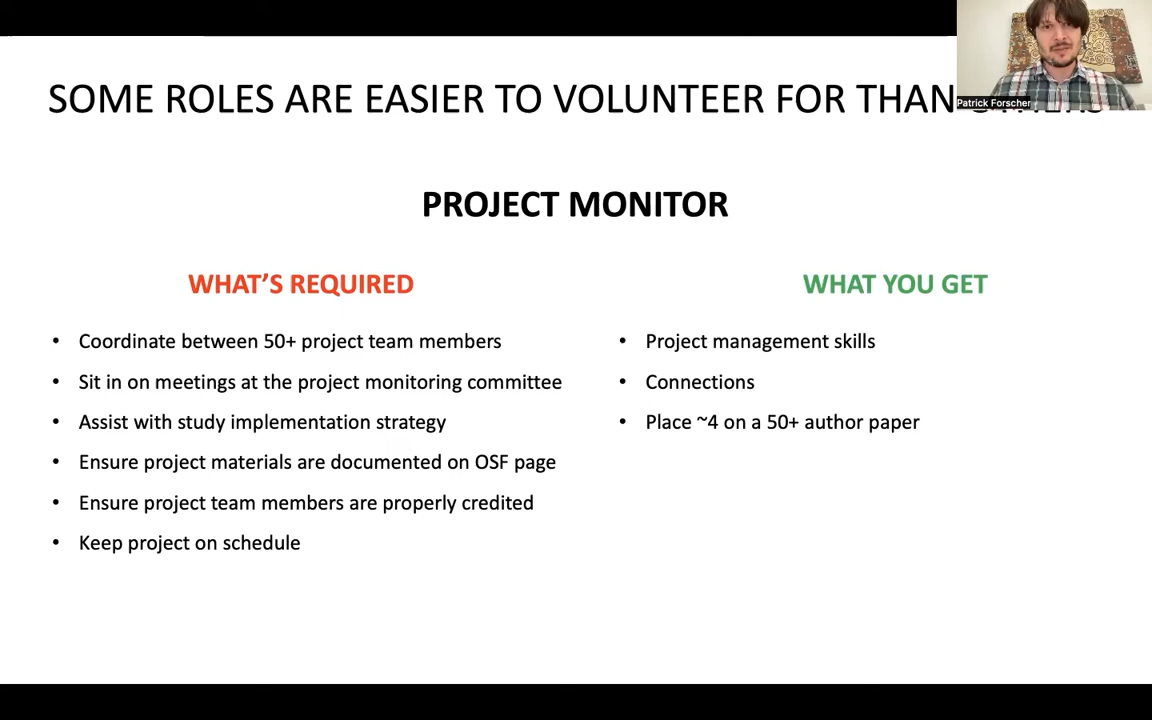 SOME ROLES ARE EASIER TO VOLUNTEER FOR THAN
Patrick Forscher
PROJECT MONITOR
WHAT'S REQUIRED
• Coordinate between 50+ project team members
• Sit in on meetings at the project monitoring committee
• Assist with study implementation strategy
• Ensure project materials are documented on OSF page
• Ensure project team members are properly credited
• Keep project on schedule
WHAT YOU GET
• Project management skills
• Connections
• Place ~4 on a 50+ author paper